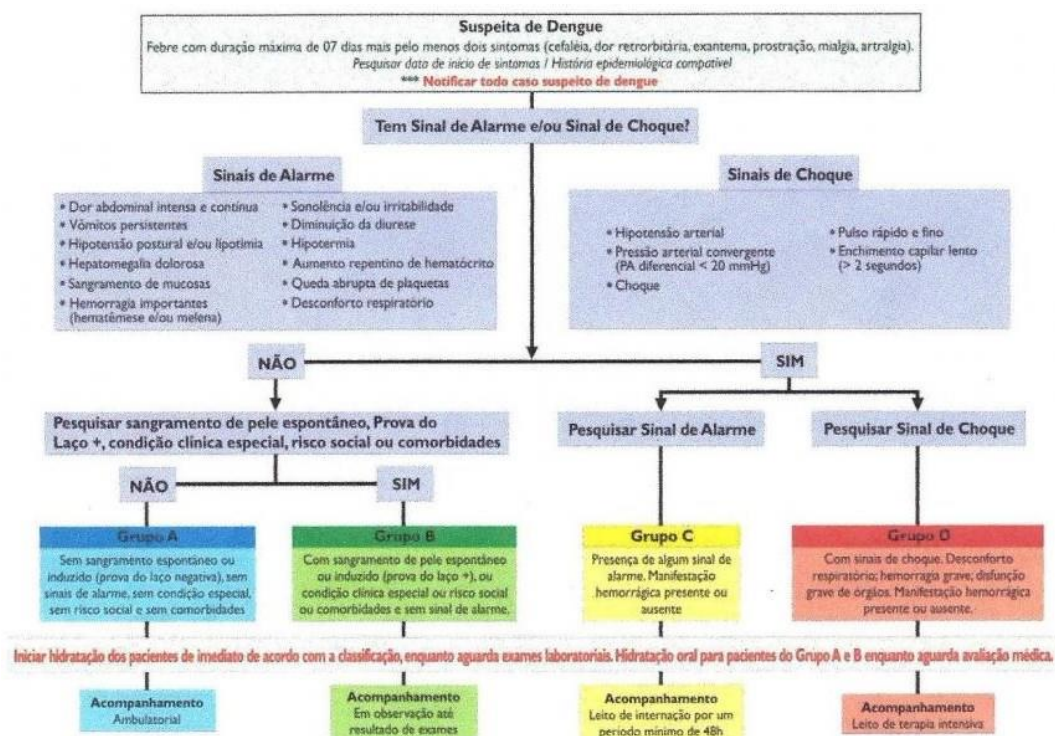 Suspeita de Dengue
Febre com duração máxima de 07 dias mais pelo menos dois sintomas (cefaléia, dor retrorbitária, exantema, prostração, mialgia, artralgia).
Pesquisar data de início de sintomas / História epidemiológica compatível
*** Notificar todo caso suspeito de dengue
Tem Sinal de Alarme e/ou Sinal de Choque?
Sinais de Alarme
• Dor abdominal intensa e contínua
• Vômitos persistentes
• Hipotensão postural e/ou lipotimia
• Hepatomegalia dolorosa
• Sangramento de mucosas
• Hemorragia importantes
(hematêmese e/ou melena)
• Sonolência e/ou irritabilidade
• Diminuição da diurese
• Hipotermia
• Aumento repentino de hematócrito
• Queda abrupta de plaquetas
• Desconforto respiratório
Sinais de Choque
• Hipotensão arterial
• Pressão arterial convergente
(PA diferencial < 20 mmHg)
• Choque
• Pulso rápido e fino
• Enchimento capilar lento
(> 2 segundos)
NÃO
SIM
Pesquisar sangramento de pele espontâneo, Prova do
Laço +, condição clínica especial, risco social ou comorbidades
Pesquisar Sinal de Alarme
Pesquisar Sinal de Choque
NÃO
SIM
Grupo A
Sem sangramento espontâneo ou
induzido (prova do laço negativa), sem
sinais de alarme, sem condição especial,
sem risco social e sem comorbidades
Grupo B
Com sangramento de pele espontâneo
ou induzido (prova do laço +), ou
condição clínica especial ou risco social
ou comorbidades e sem sinal de alarme.
Grupo C
Presença de algum sinal de
alarme. Manifestação
hemorrágica presente ou
ausente
Grupo D
Com sinais de choque. Desconforto
respiratório; hemorragia grave; disfunção
grave de órgãos. Manifestação hemorrágica
presente ou ausente.
Iniciar hidratação dos pacientes de imediato de acordo com a classificação, enquanto aguarda exames laboratoriais. Hidratação oral para pacientes do Grupo A e B enquanto aguarda avaliação médica.
Acompanhamento
Ambulatorial
Acompanhamento
Em observação até
resultado de exames
Acompanhamento
Leito de internação por um
período mínimo de 48h
Acompanhamento
Leito de terapia intensiva